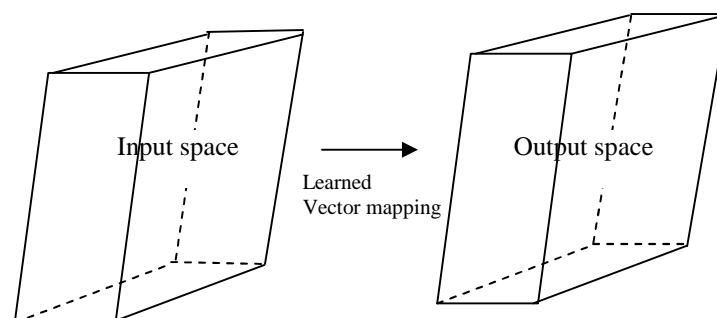 Input space
Output space
Learned
Vector mapping